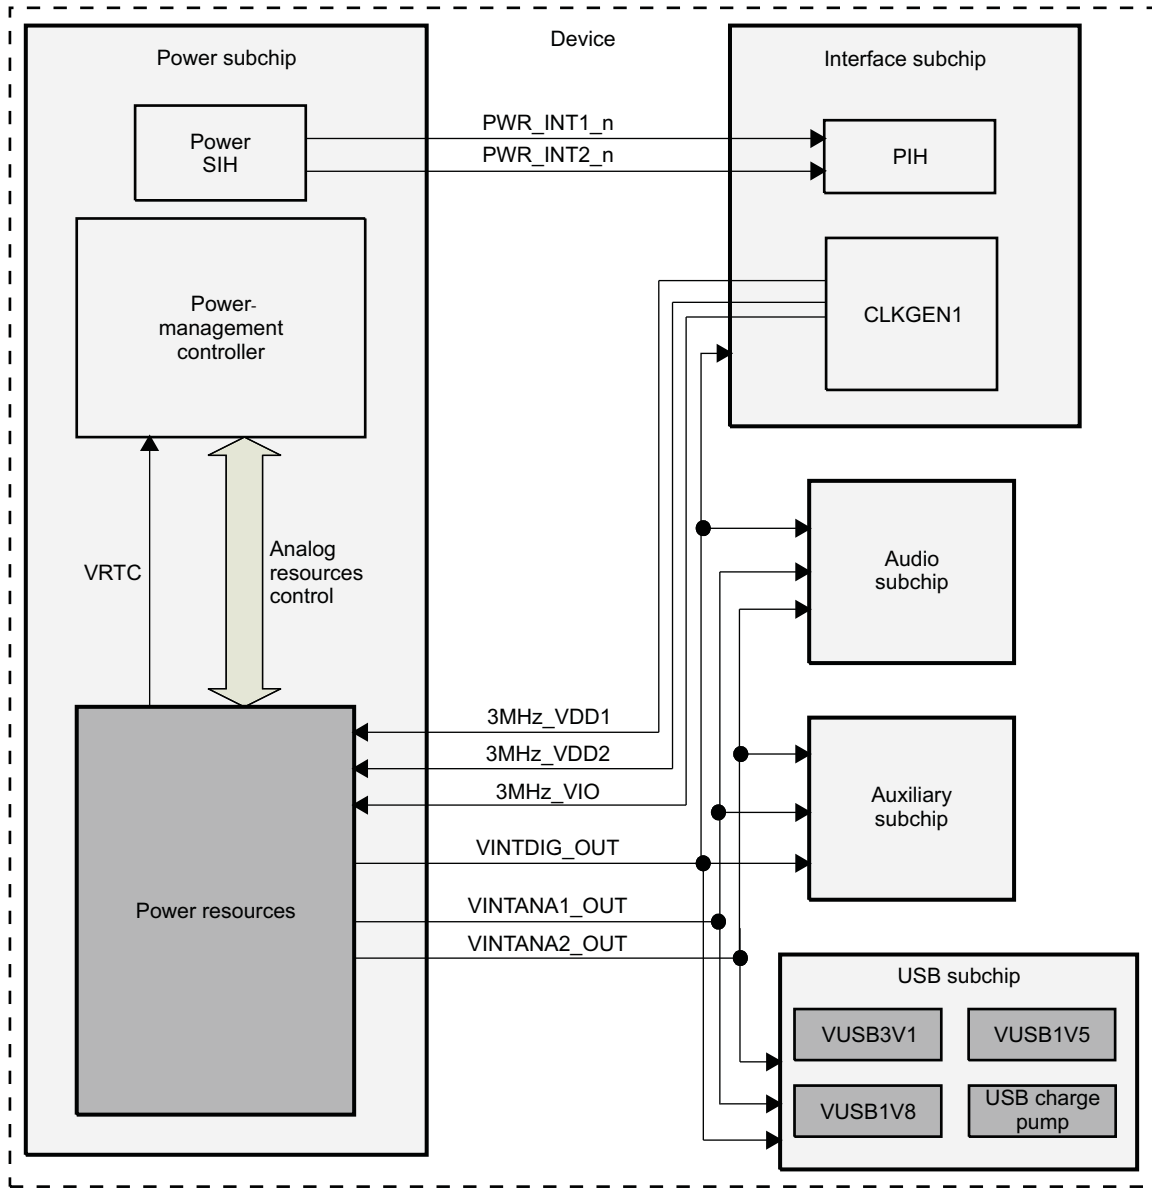 Device
Power subchip
Power
SIH
Power-
management
controller
VRTC
Analog
resources
control
Power resources
PWR_INT1_n
PWR_INT2_n
3MHz_VDD1
3MHz_VDD2
3MHz_VIO
VINTDIG_OUT
VINTANA1_OUT
VINTANA2_OUT
Interface subchip
PIH
CLKGEN1
Audio
subchip
Auxiliary
subchip
USB subchip
VUSB3V1
VUSB1V5
VUSB1V8
USB charge
pump